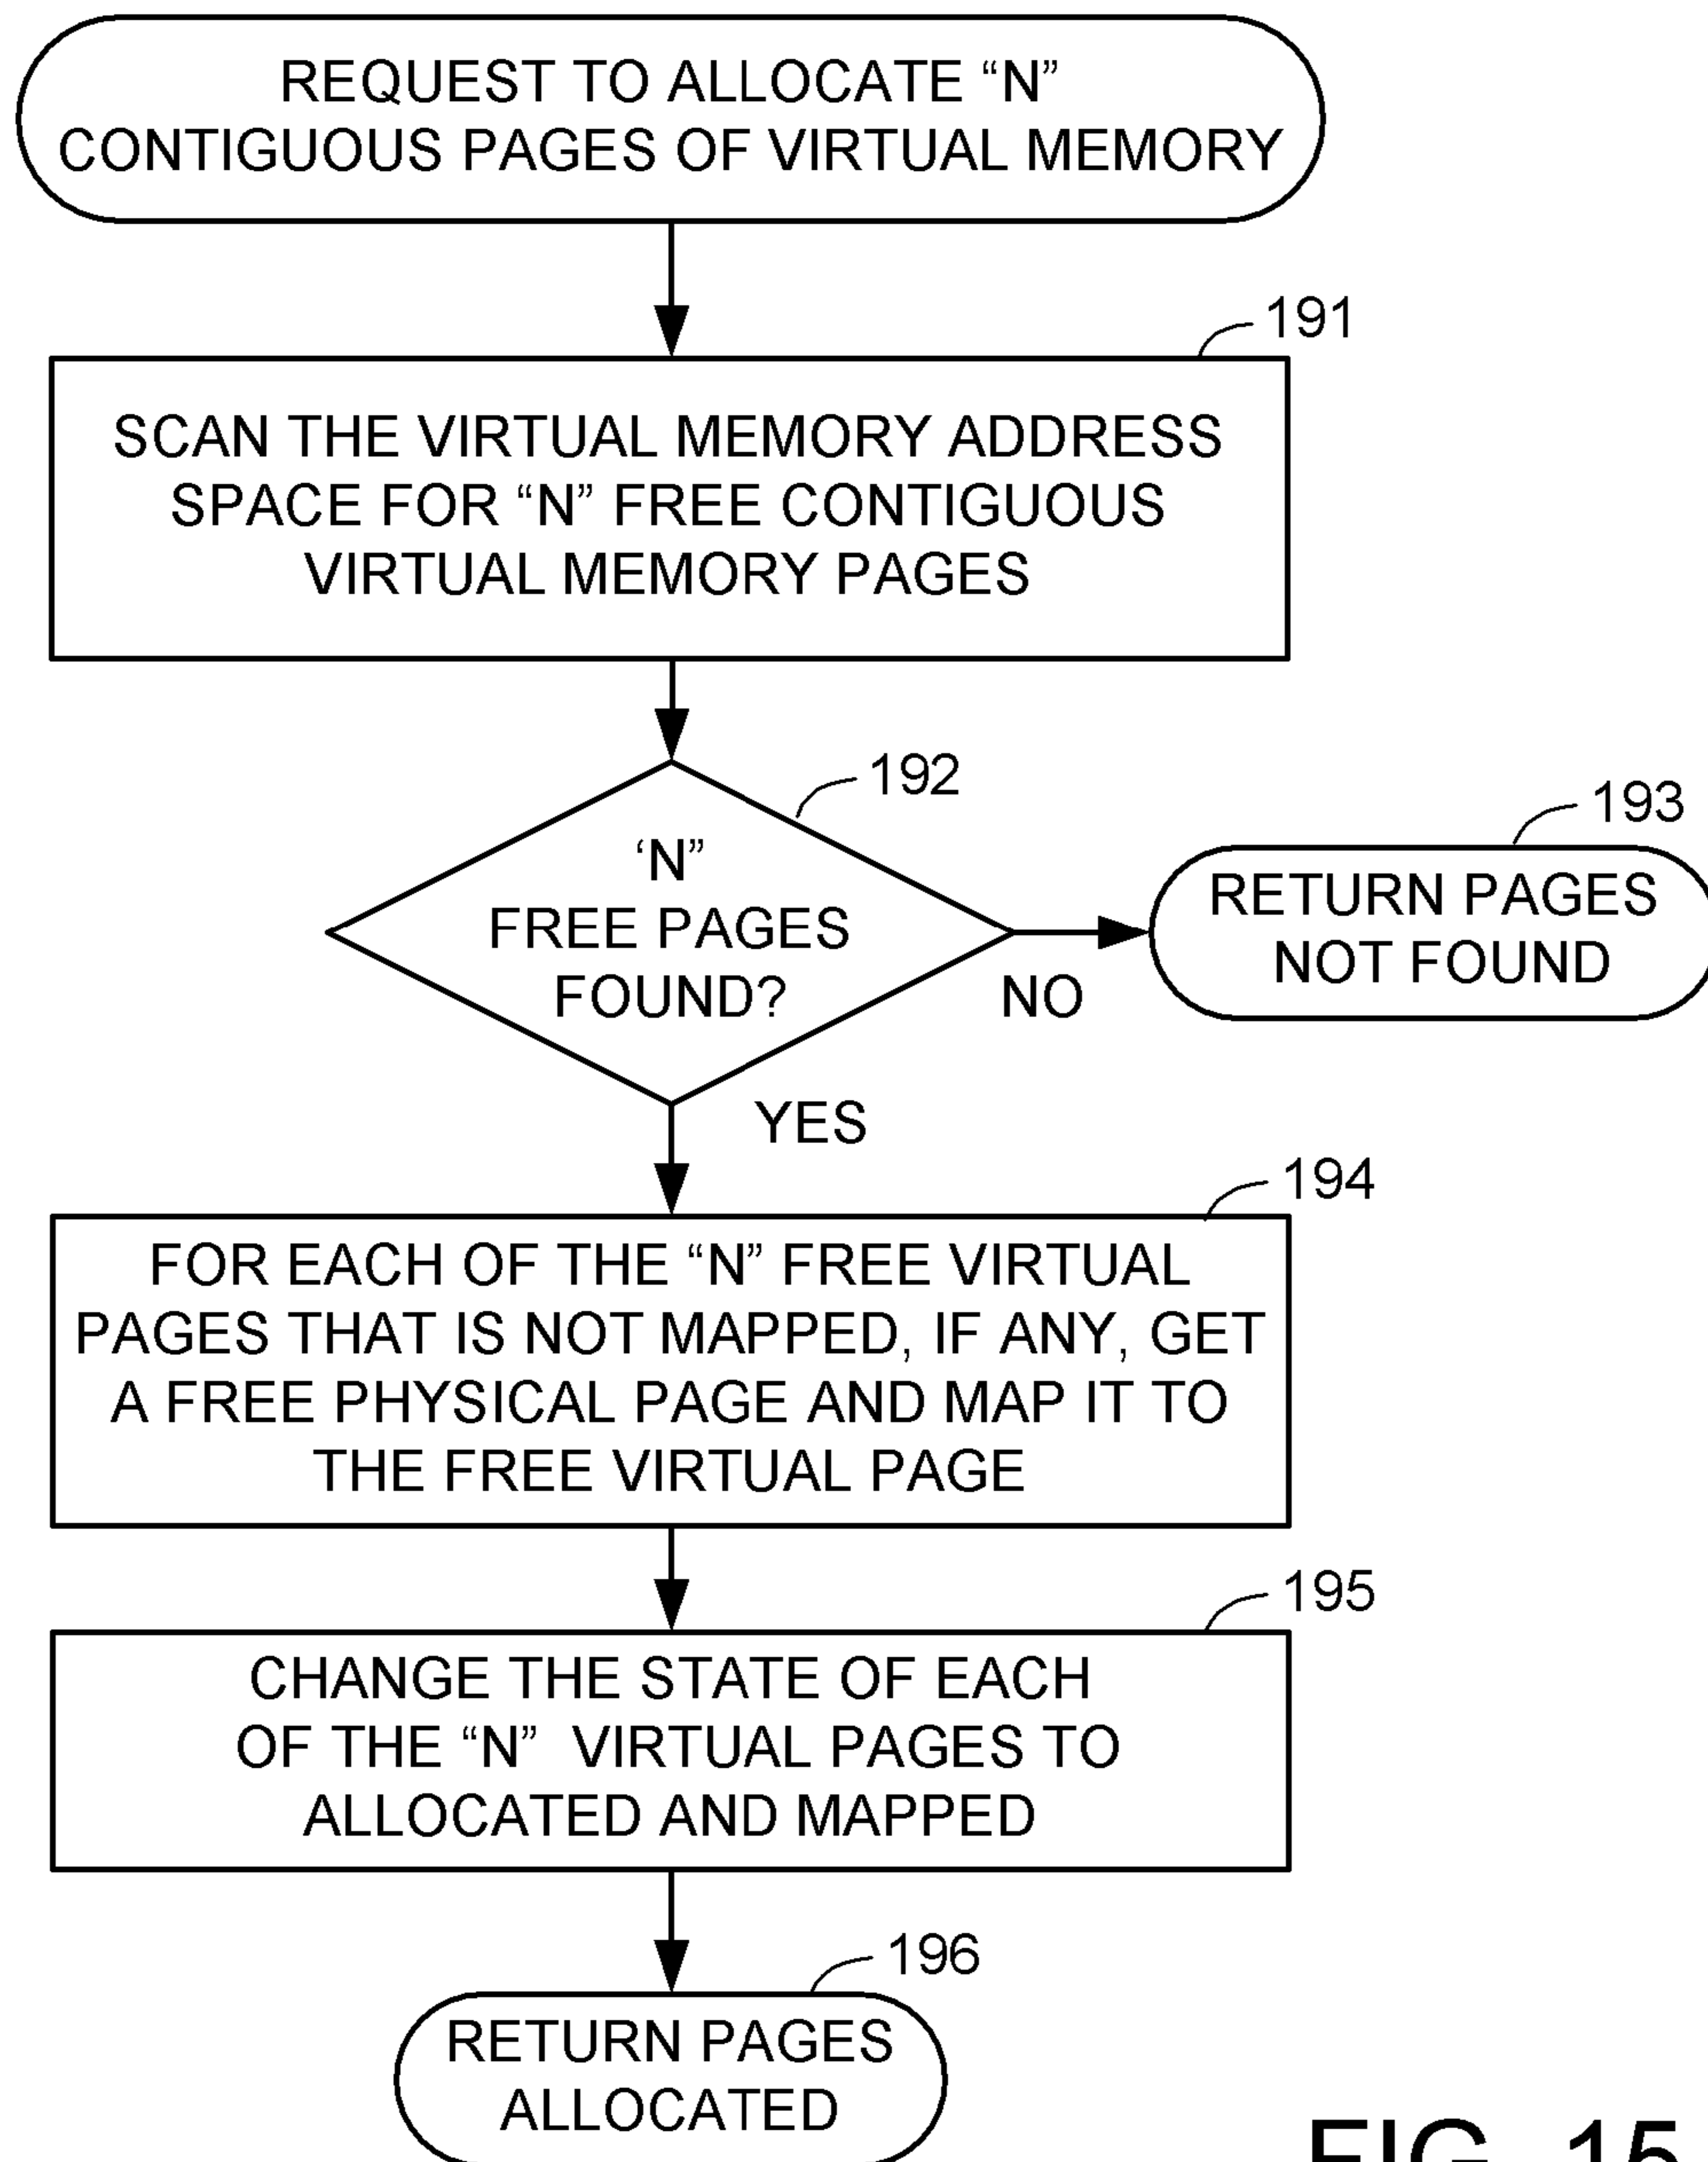 REQUEST TO ALLOCATE “N”
CONTIGUOUS PAGES OF VIRTUAL MEMORY
191
SCAN THE VIRTUAL MEMORY ADDRESS
SPACE FOR “N” FREE CONTIGUOUS
VIRTUAL MEMORY PAGES
192
‘N”
FREE PAGES
FOUND?
NO
193
RETURN PAGES
NOT FOUND
YES
194
FOR EACH OF THE “N” FREE VIRTUAL
PAGES THAT IS NOT MAPPED, IF ANY, GET
A FREE PHYSICAL PAGE AND MAP IT TO
THE FREE VIRTUAL PAGE
195
CHANGE THE STATE OF EACH
OF THE “N” VIRTUAL PAGES TO
ALLOCATED AND MAPPED
196
RETURN PAGES
ALLOCATED
FIG. 15